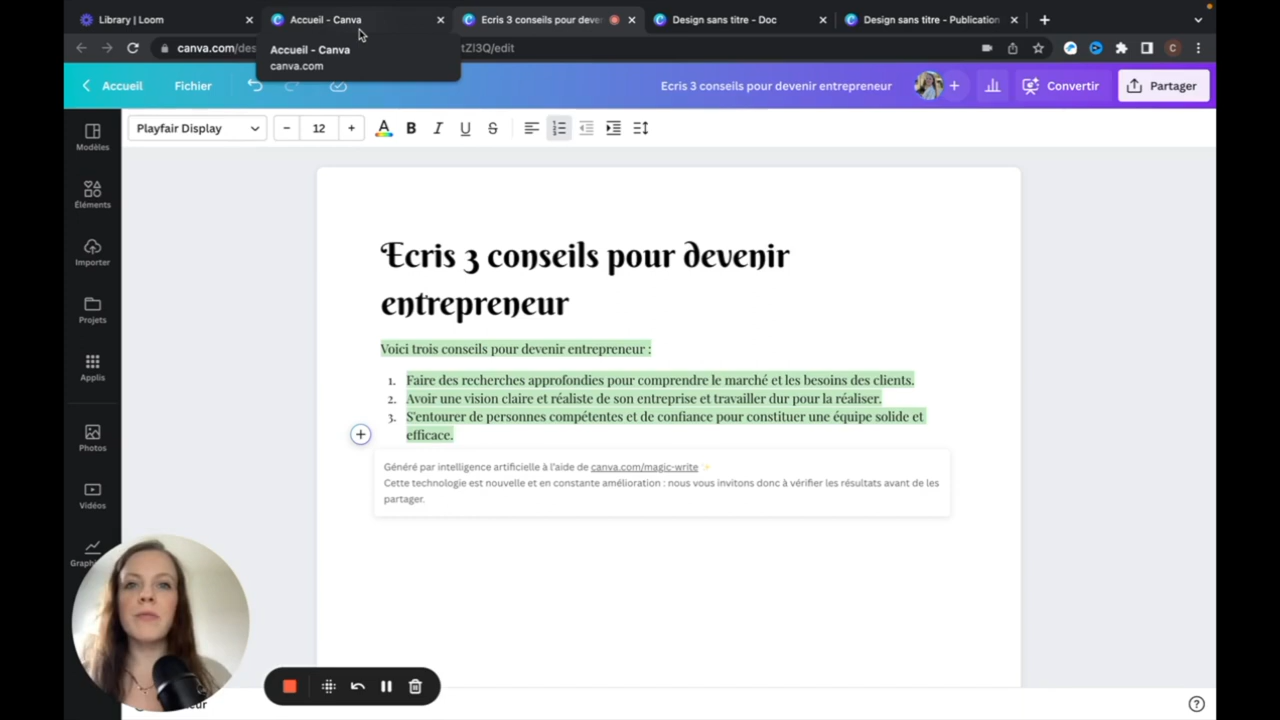 Library | Loom
Accueil - Canva
Ecris 3 conseils pour deve
Design sans titre - Doc
Design sans titre - Publication
canva.com/des
tZI3Q/edit
C
Accueil - Canva
canva.com
Accueil
Fichier
Ecris 3 conseils pour devenir entrepreneur
Convertir
Partager
Playfair Display
12
A B I U S
Modèles
Éléments
Importer
Projets
Applis
Photos
Vidéos
Graph
Ecris 3 conseils pour devenir
entrepreneur
Voici trois conseils pour devenir entrepreneur :
1. Faire des recherches approfondies pour comprendre le marché et les besoins des clients.
2. Avoir une vision claire et réaliste de son entreprise et travailler dur pour la réaliser.
3. S'entourer de personnes compétentes et de confiance pour constituer une équipe solide et
efficace.
Généré par intelligence artificielle à l'aide de canva.com/magic-write
Cette technologie est nouvelle et en constante amélioration : nous vous invitons donc à vérifier les résultats avant de les
partager.